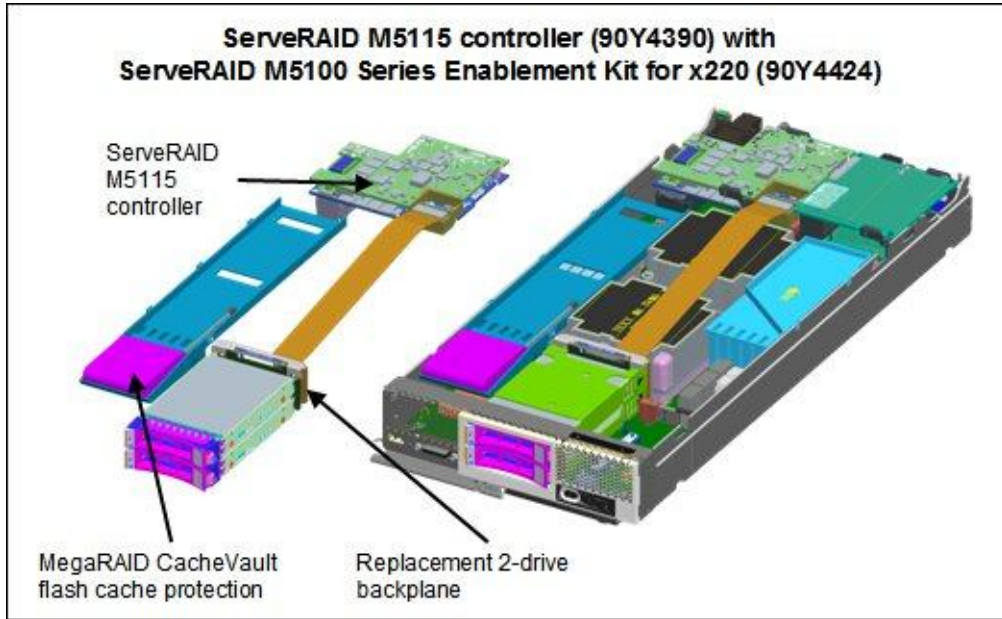 ServeRAID M5115 controller (90Y4390) with
ServeRAID M5100 Series Enablement Kit for x220 (90Y4424)
ServeRAID
M5115
controller
MegaRAID CacheVault
flash cache protection
Replacement 2-drive
backplane